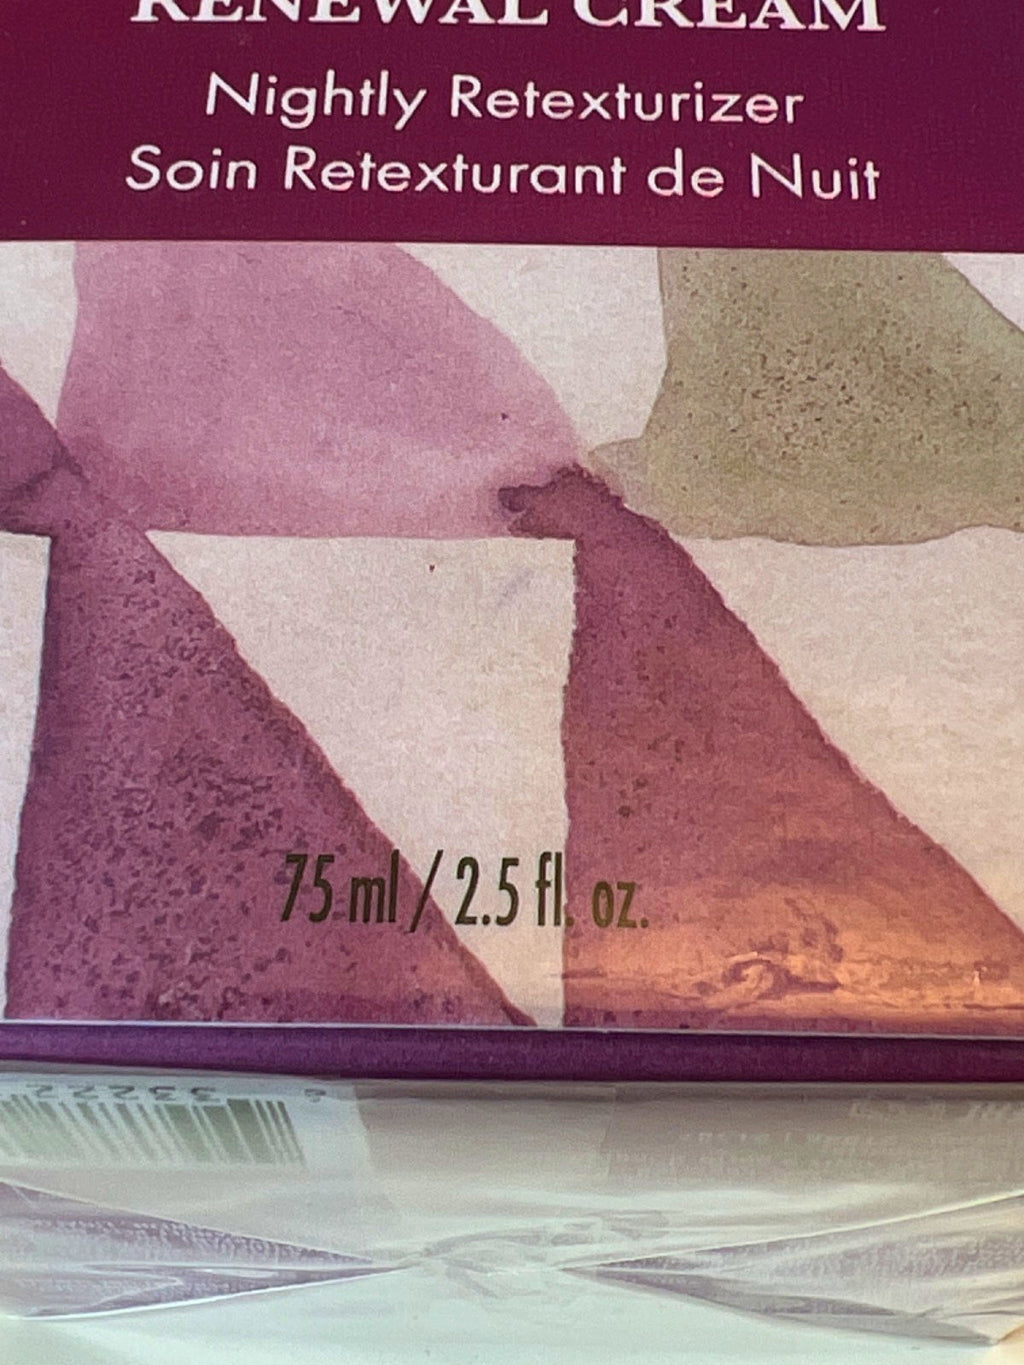 RENEWAL CREAM
Nightly Retexturizer
Soin Retexturant de Nuit
75 ml / 2.5 fl. oz.